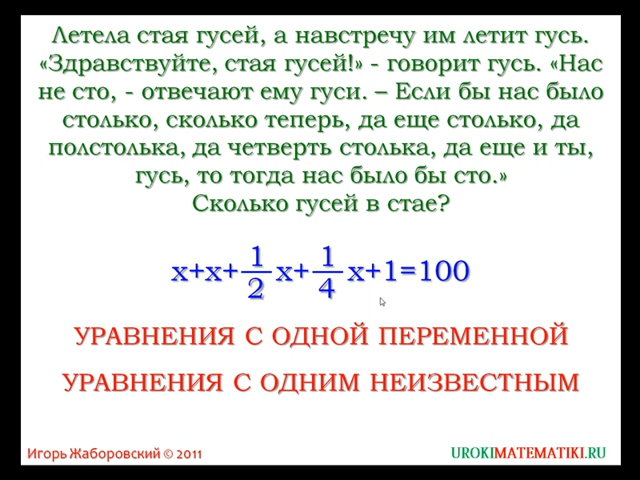 Летела стая гусей, а навстречу им летит гусь.
«Здравствуйте, стая гусей!» - говорит гусь. «Нас
не сто, - отвечают ему гуси. – Если бы нас было
столько, сколько теперь, да еще столько, да
полстолька, да четверть столька, да еще и ты,
гусь, то тогда нас было бы сто.»
Сколько гусей в стае?
x+x+1/2 x+1/4 x+1=100
УРАВНЕНИЯ С ОДНОЙ ПЕРЕМЕННОЙ
УРАВНЕНИЯ С ОДНИМ НЕИЗВЕСТНЫМ
Игорь Жаборовский © 2011
UROKIMATEMATIKI.RU